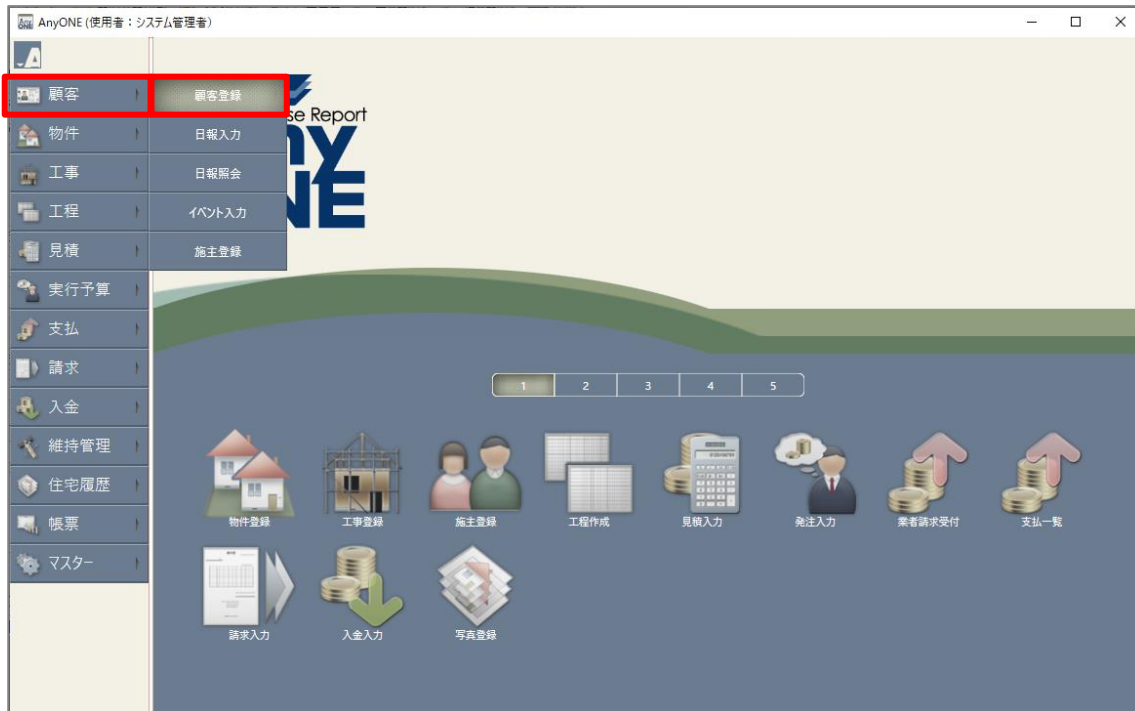 AnyONE (使用者：システム管理者)
顧客
物件
工事
工程
見積
実行予算
支払
請求
入金
維持管理
住宅履歴
帳票
マスター
顧客登録
日報入力
日報照会
イベント入力
施主登録
se Report
ny
NE
1 2 3 4 5
物件登録 工事登録 施主登録 工程作成 見積入力 発注入力 業者請求受付 支払一覧
請求入力 入金入力 写真登録